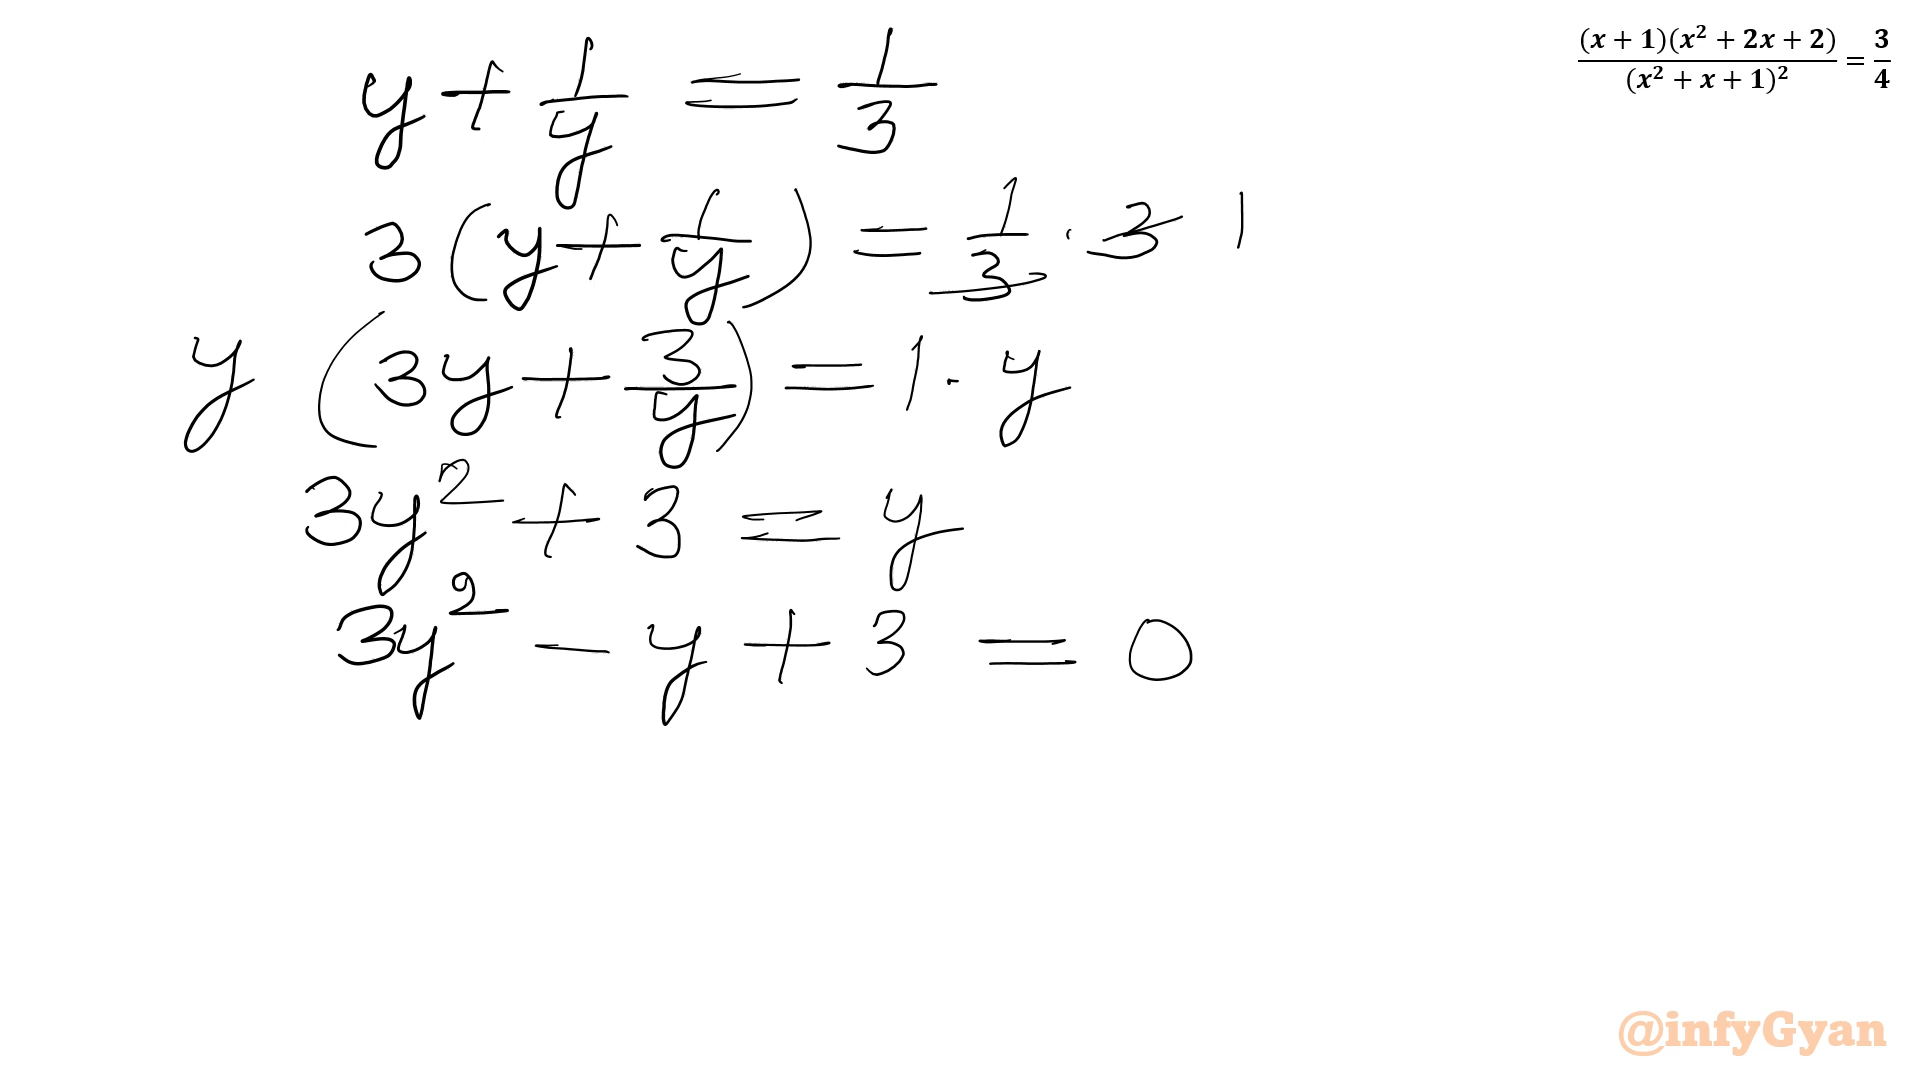 y + 1/y = 1/3
(x + 1)(x² + 2x + 2) / (x² + x + 1)² = 3/4
3(y + 1/y) = 1/3 · 3 1
y (3y + 3/y) = 1 · y
3y² + 3 = y
3y² - y + 3 = 0
@infyGyan